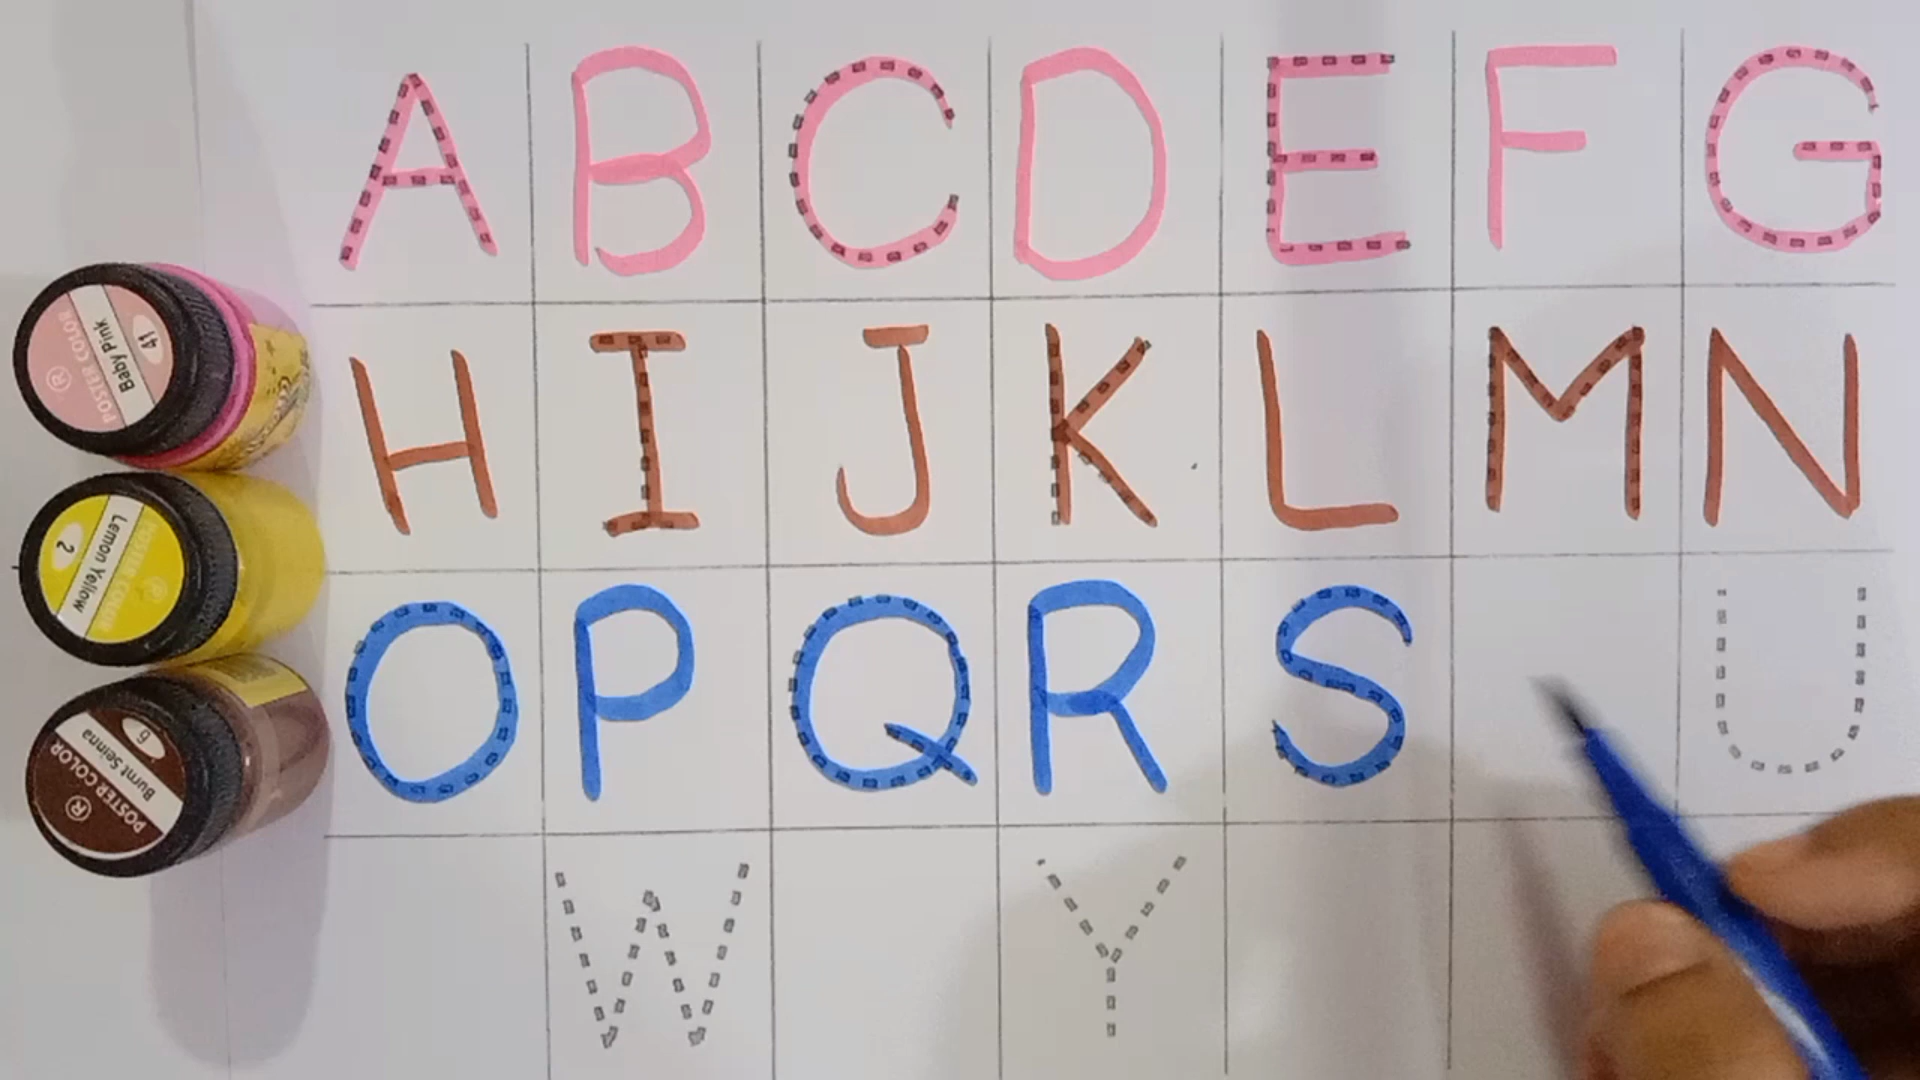 A B C D E F G
H I J K L M N
O P Q R S U
W Y
41
Baby Pink
POSTER COLOR
®
2
Lemon Yellow
POSTER COLOR
®
6
Burnt Seinna
POSTER COLOR
®